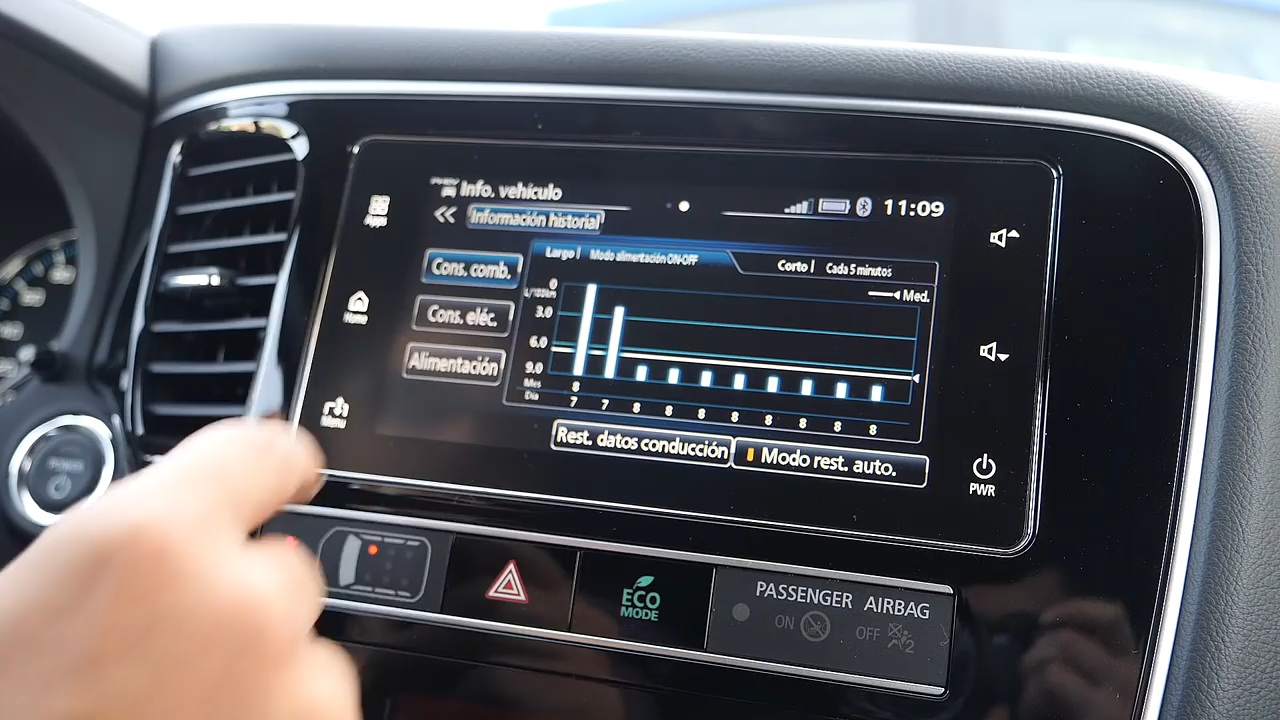 Info. vehículo
11:09
Información historial
Apps
Largo Modo alimentación ON-OFF
Corto Cada 5 minutos
Cons. comb.
Cons. eléc.
Alimentación
Med.
0
L/100km
3.0
6.0
9.0
Mes 8
Día 7 7 8 8 8 8 8 8 8 8
Home
Menu
Rest. datos conducción
Modo rest. auto.
PWR
POWER
ECO
MODE
PASSENGER AIRBAG
ON OFF 2